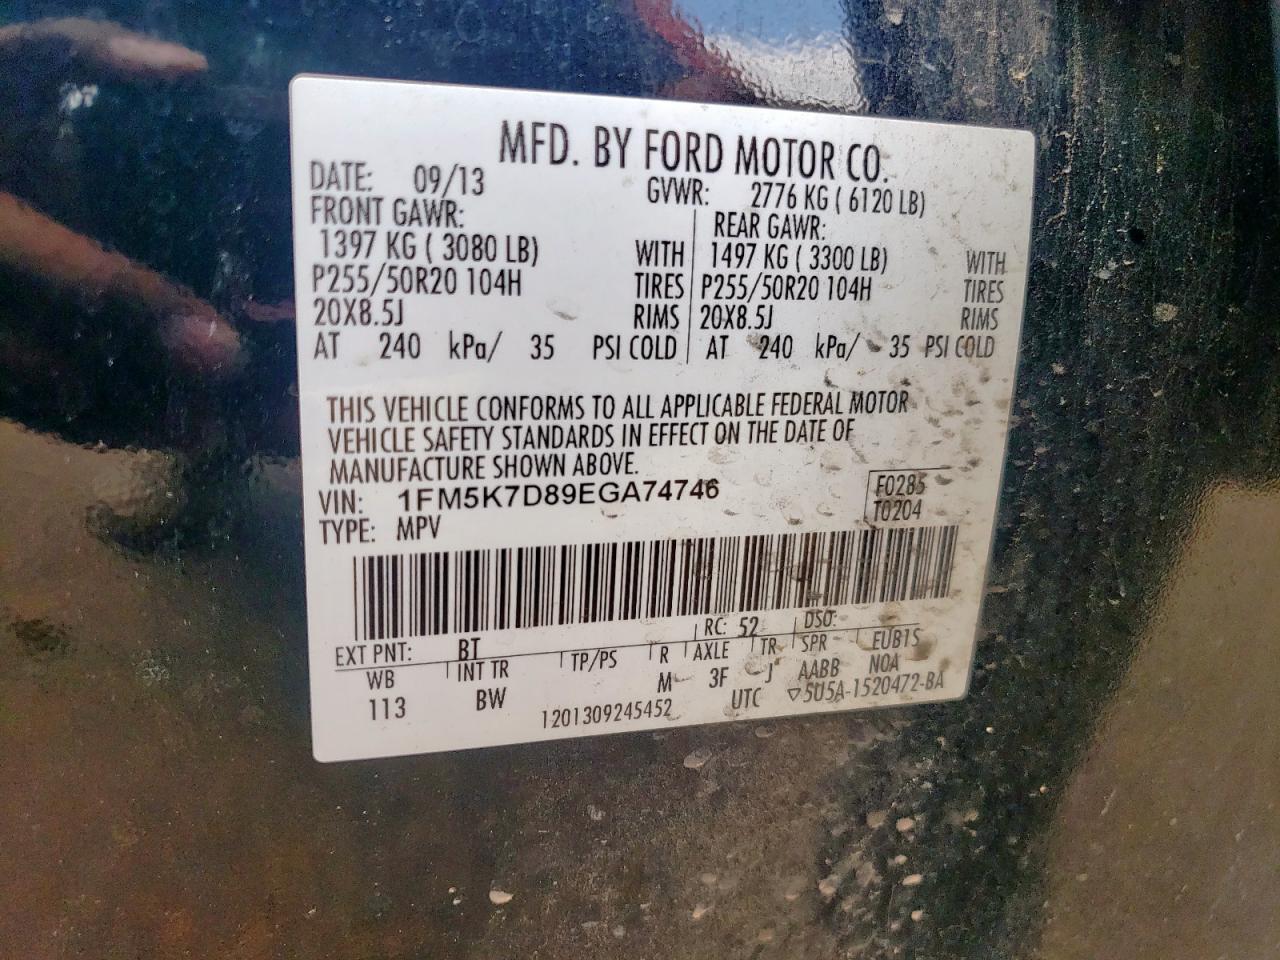 MFD. BY FORD MOTOR CO.
DATE: 09/13 GVWR: 2776 KG ( 6120 LB)
FRONT GAWR: REAR GAWR:
1397 KG ( 3080 LB) WITH 1497 KG ( 3300 LB) WITH
P255/50R20 104H TIRES P255/50R20 104H TIRES
20X8.5J RIMS 20X8.5J RIMS
AT 240 kPa/ 35 PSI COLD AT 240 kPa/ 35 PSI COLD
THIS VEHICLE CONFORMS TO ALL APPLICABLE FEDERAL MOTOR
VEHICLE SAFETY STANDARDS IN EFFECT ON THE DATE OF
MANUFACTURE SHOWN ABOVE.
VIN: 1FM5K7D89EGA74746 F0285
TYPE: MPV T0204
EXT PNT: BT RC: 52 DSO:
WB INT TR TP/PS R AXLE TR SPR EUB1S
113 BW M 3F J AABB NOA
1201309245452 UTC ▽5U5A-1520472-BA